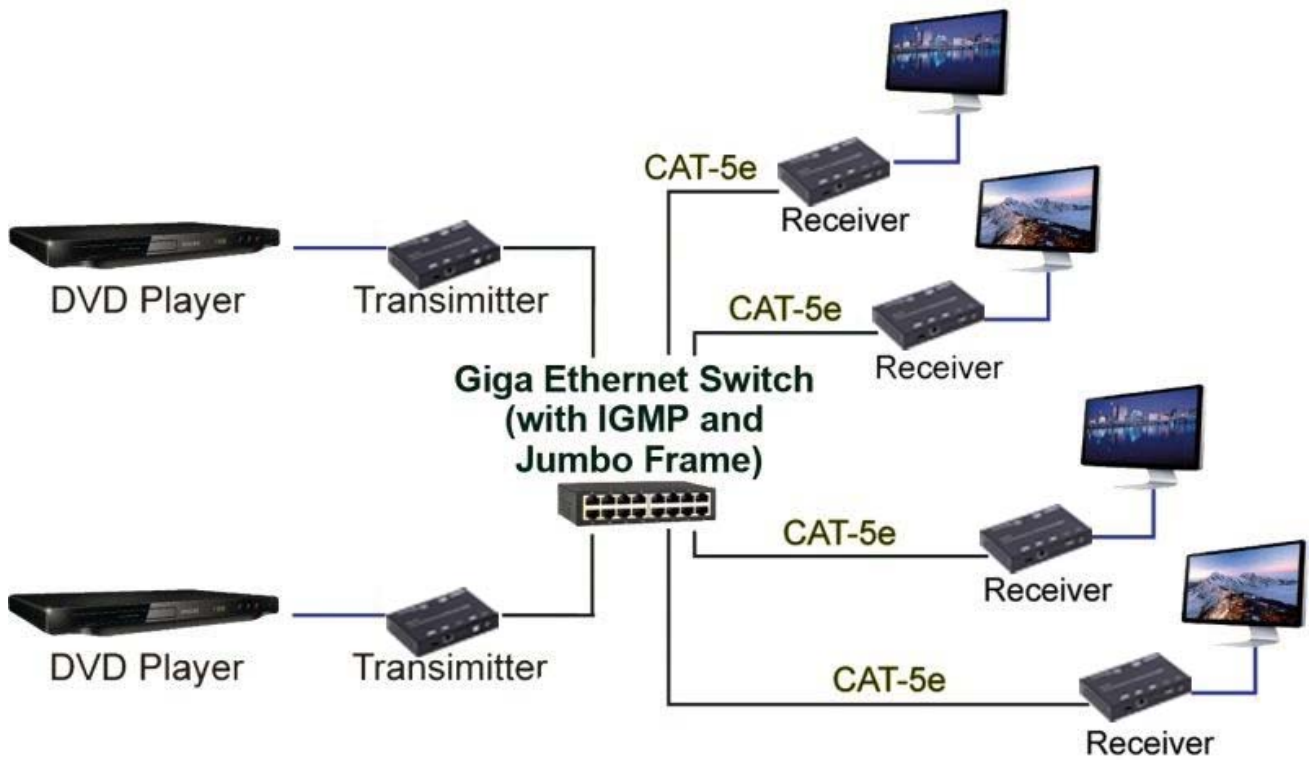 CAT-5e
Receiver
CAT-5e
Receiver
DVD Player
Transimitter
Giga Ethernet Switch
(with IGMP and
Jumbo Frame)
CAT-5e
Receiver
DVD Player
Transimitter
CAT-5e
Receiver